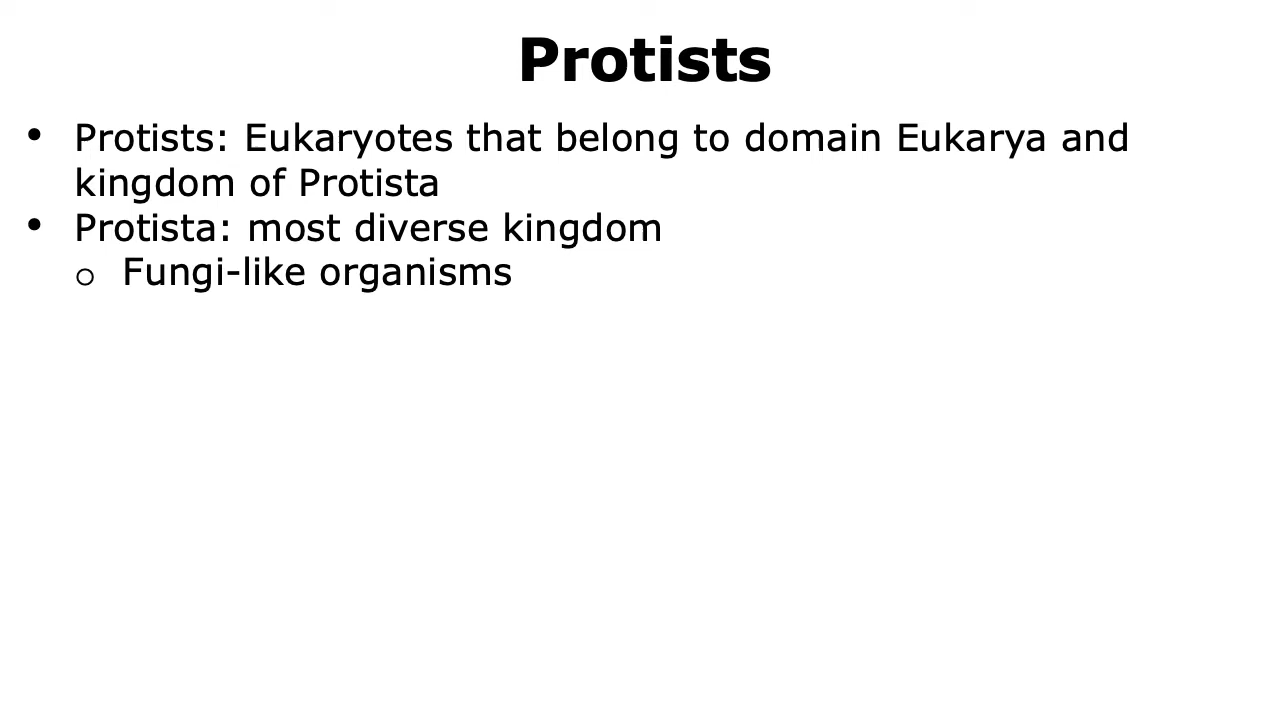 Protists
• Protists: Eukaryotes that belong to domain Eukarya and
kingdom of Protista
• Protista: most diverse kingdom
o Fungi-like organisms